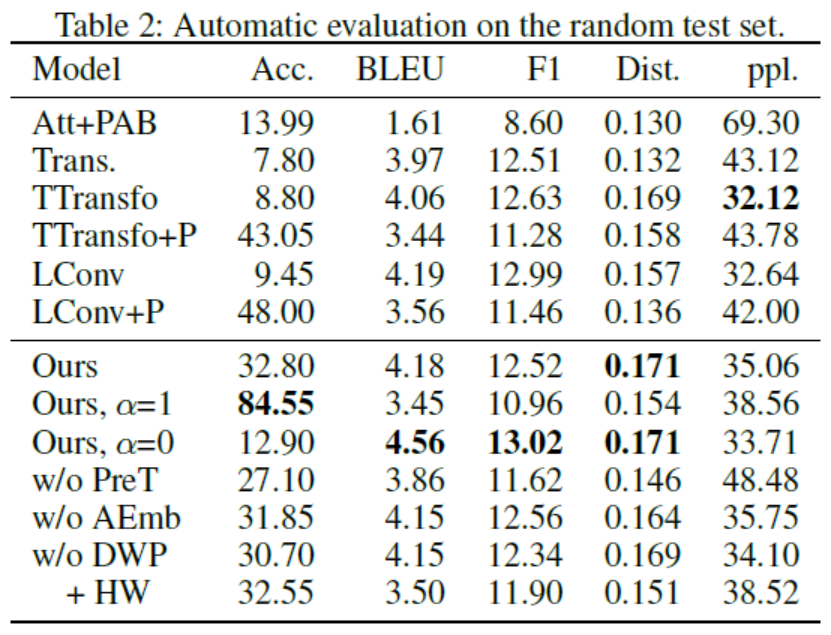 Table 2: Automatic evaluation on the random test set.
Model Acc. BLEU F1 Dist. ppl.
Att+PAB 13.99 1.61 8.60 0.130 69.30
Trans. 7.80 3.97 12.51 0.132 43.12
TTransfo 8.80 4.06 12.63 0.169 32.12
TTransfo+P 43.05 3.44 11.28 0.158 43.78
LConv 9.45 4.19 12.99 0.157 32.64
LConv+P 48.00 3.56 11.46 0.136 42.00
Ours 32.80 4.18 12.52 0.171 35.06
Ours, α=1 84.55 3.45 10.96 0.154 38.56
Ours, α=0 12.90 4.56 13.02 0.171 33.71
w/o PreT 27.10 3.86 11.62 0.146 48.48
w/o AEmb 31.85 4.15 12.56 0.164 35.75
w/o DWP 30.70 4.15 12.34 0.169 34.10
+ HW 32.55 3.50 11.90 0.151 38.52